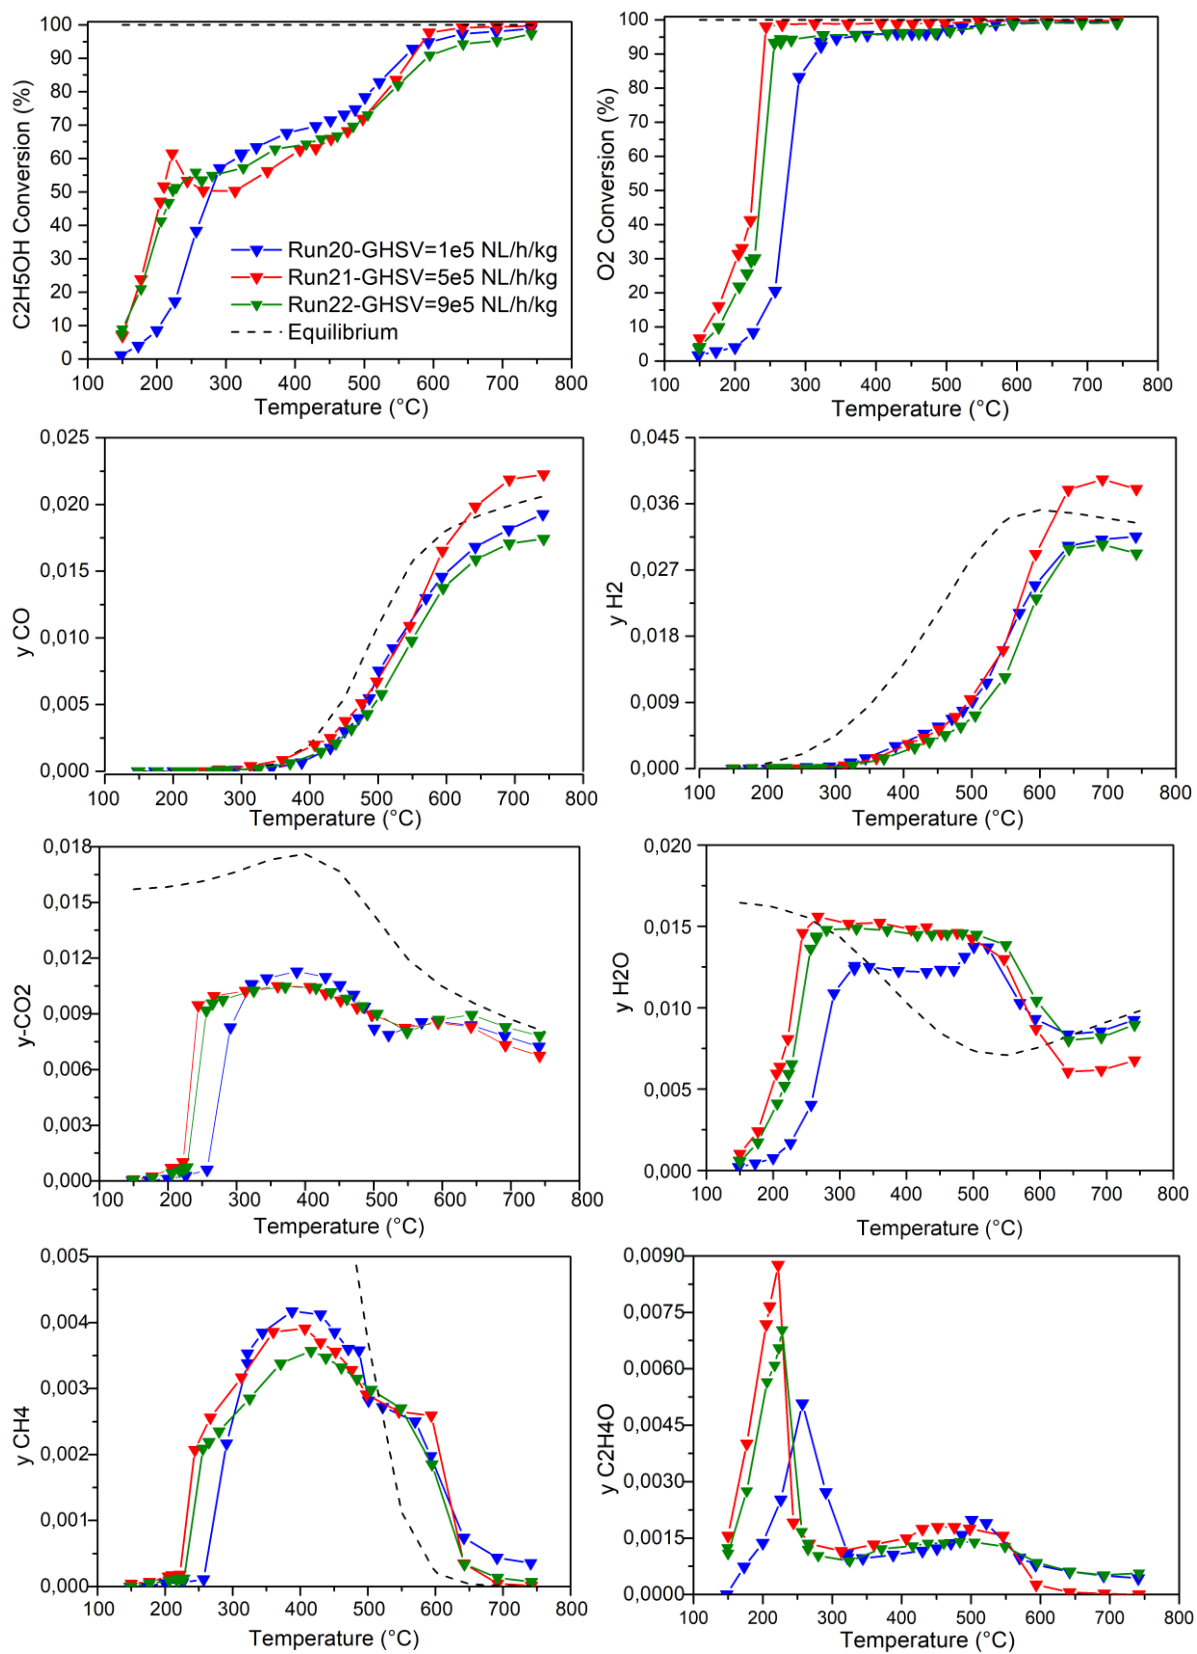 C2H5OH Conversion (%)
100
90
80
70
60
50
40
30
20
10
0
Run20-GHSV=1e5 NL/h/kg
Run21-GHSV=5e5 NL/h/kg
Run22-GHSV=9e5 NL/h/kg
Equilibrium
100 200 300 400 500 600 700 800
Temperature (°C)
O2 Conversion (%)
100
90
80
70
60
50
40
30
20
10
0
100 200 300 400 500 600 700 800
Temperature (°C)
y CO
0,025
0,020
0,015
0,010
0,005
0,000
100 200 300 400 500 600 700 800
Temperature (°C)
y H2
0,045
0,036
0,027
0,018
0,009
0,000
100 200 300 400 500 600 700 800
Temperature (°C)
y-CO2
0,018
0,015
0,012
0,009
0,006
0,003
0,000
100 200 300 400 500 600 700 800
Temperature (°C)
y H2O
0,020
0,015
0,010
0,005
0,000
100 200 300 400 500 600 700 800
Temperature (°C)
y CH4
0,005
0,004
0,003
0,002
0,001
0,000
100 200 300 400 500 600 700 800
Temperature (°C)
y C2H4O
0,0090
0,0075
0,0060
0,0045
0,0030
0,0015
0,0000
100 200 300 400 500 600 700 800
Temperature (°C)